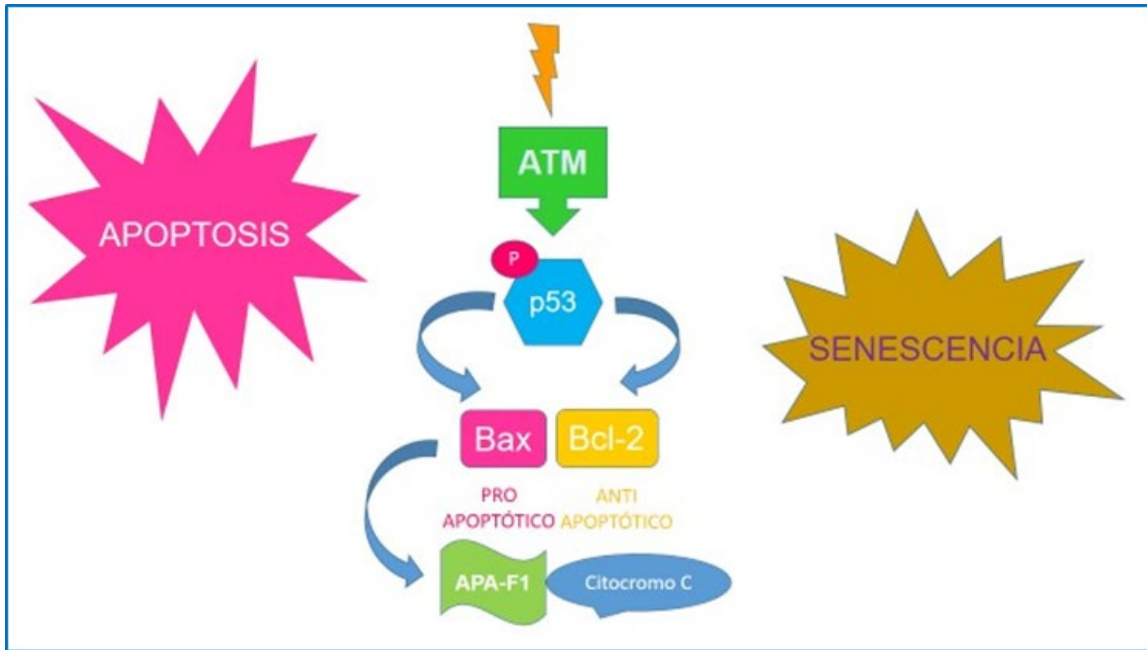 ATM
APOPTOSIS
P
p53
SENESCENCIA
Bax
Bcl-2
PRO
APOPTÓTICO
ANTI
APOPTÓTICO
APA-F1
Citocromo C